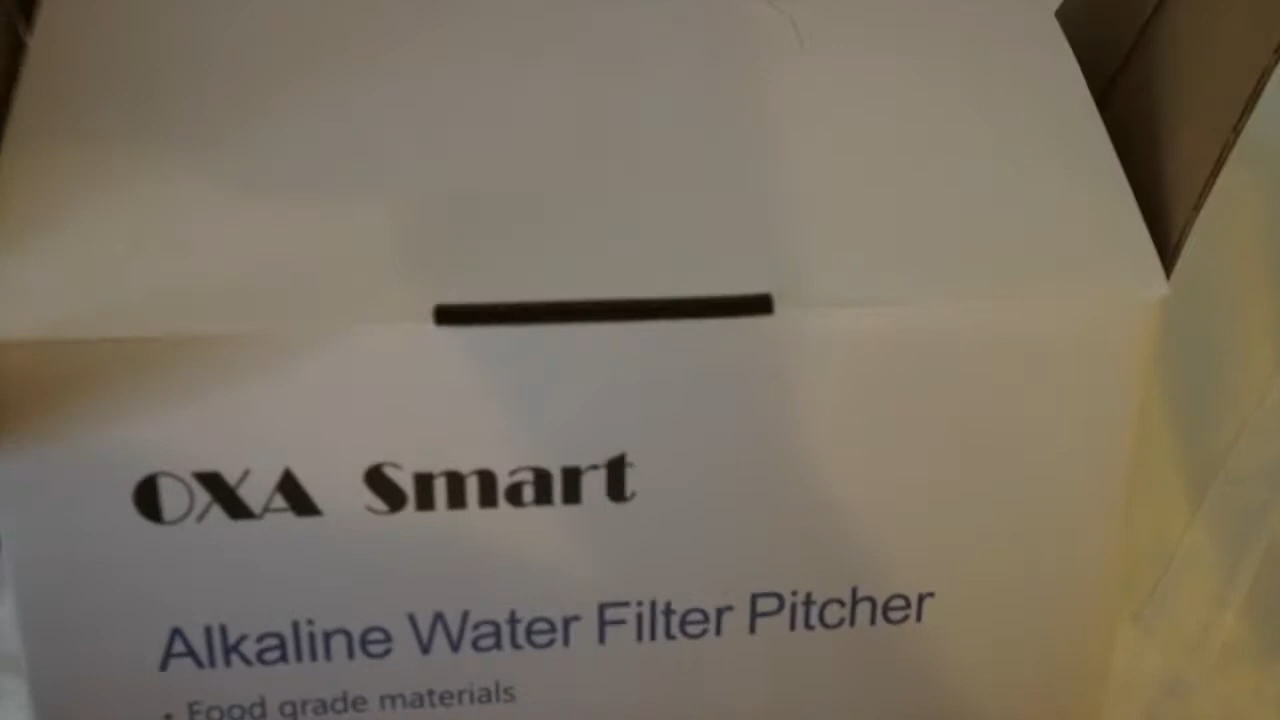 OXA Smart
Alkaline Water Filter Pitcher
• Food grade materials